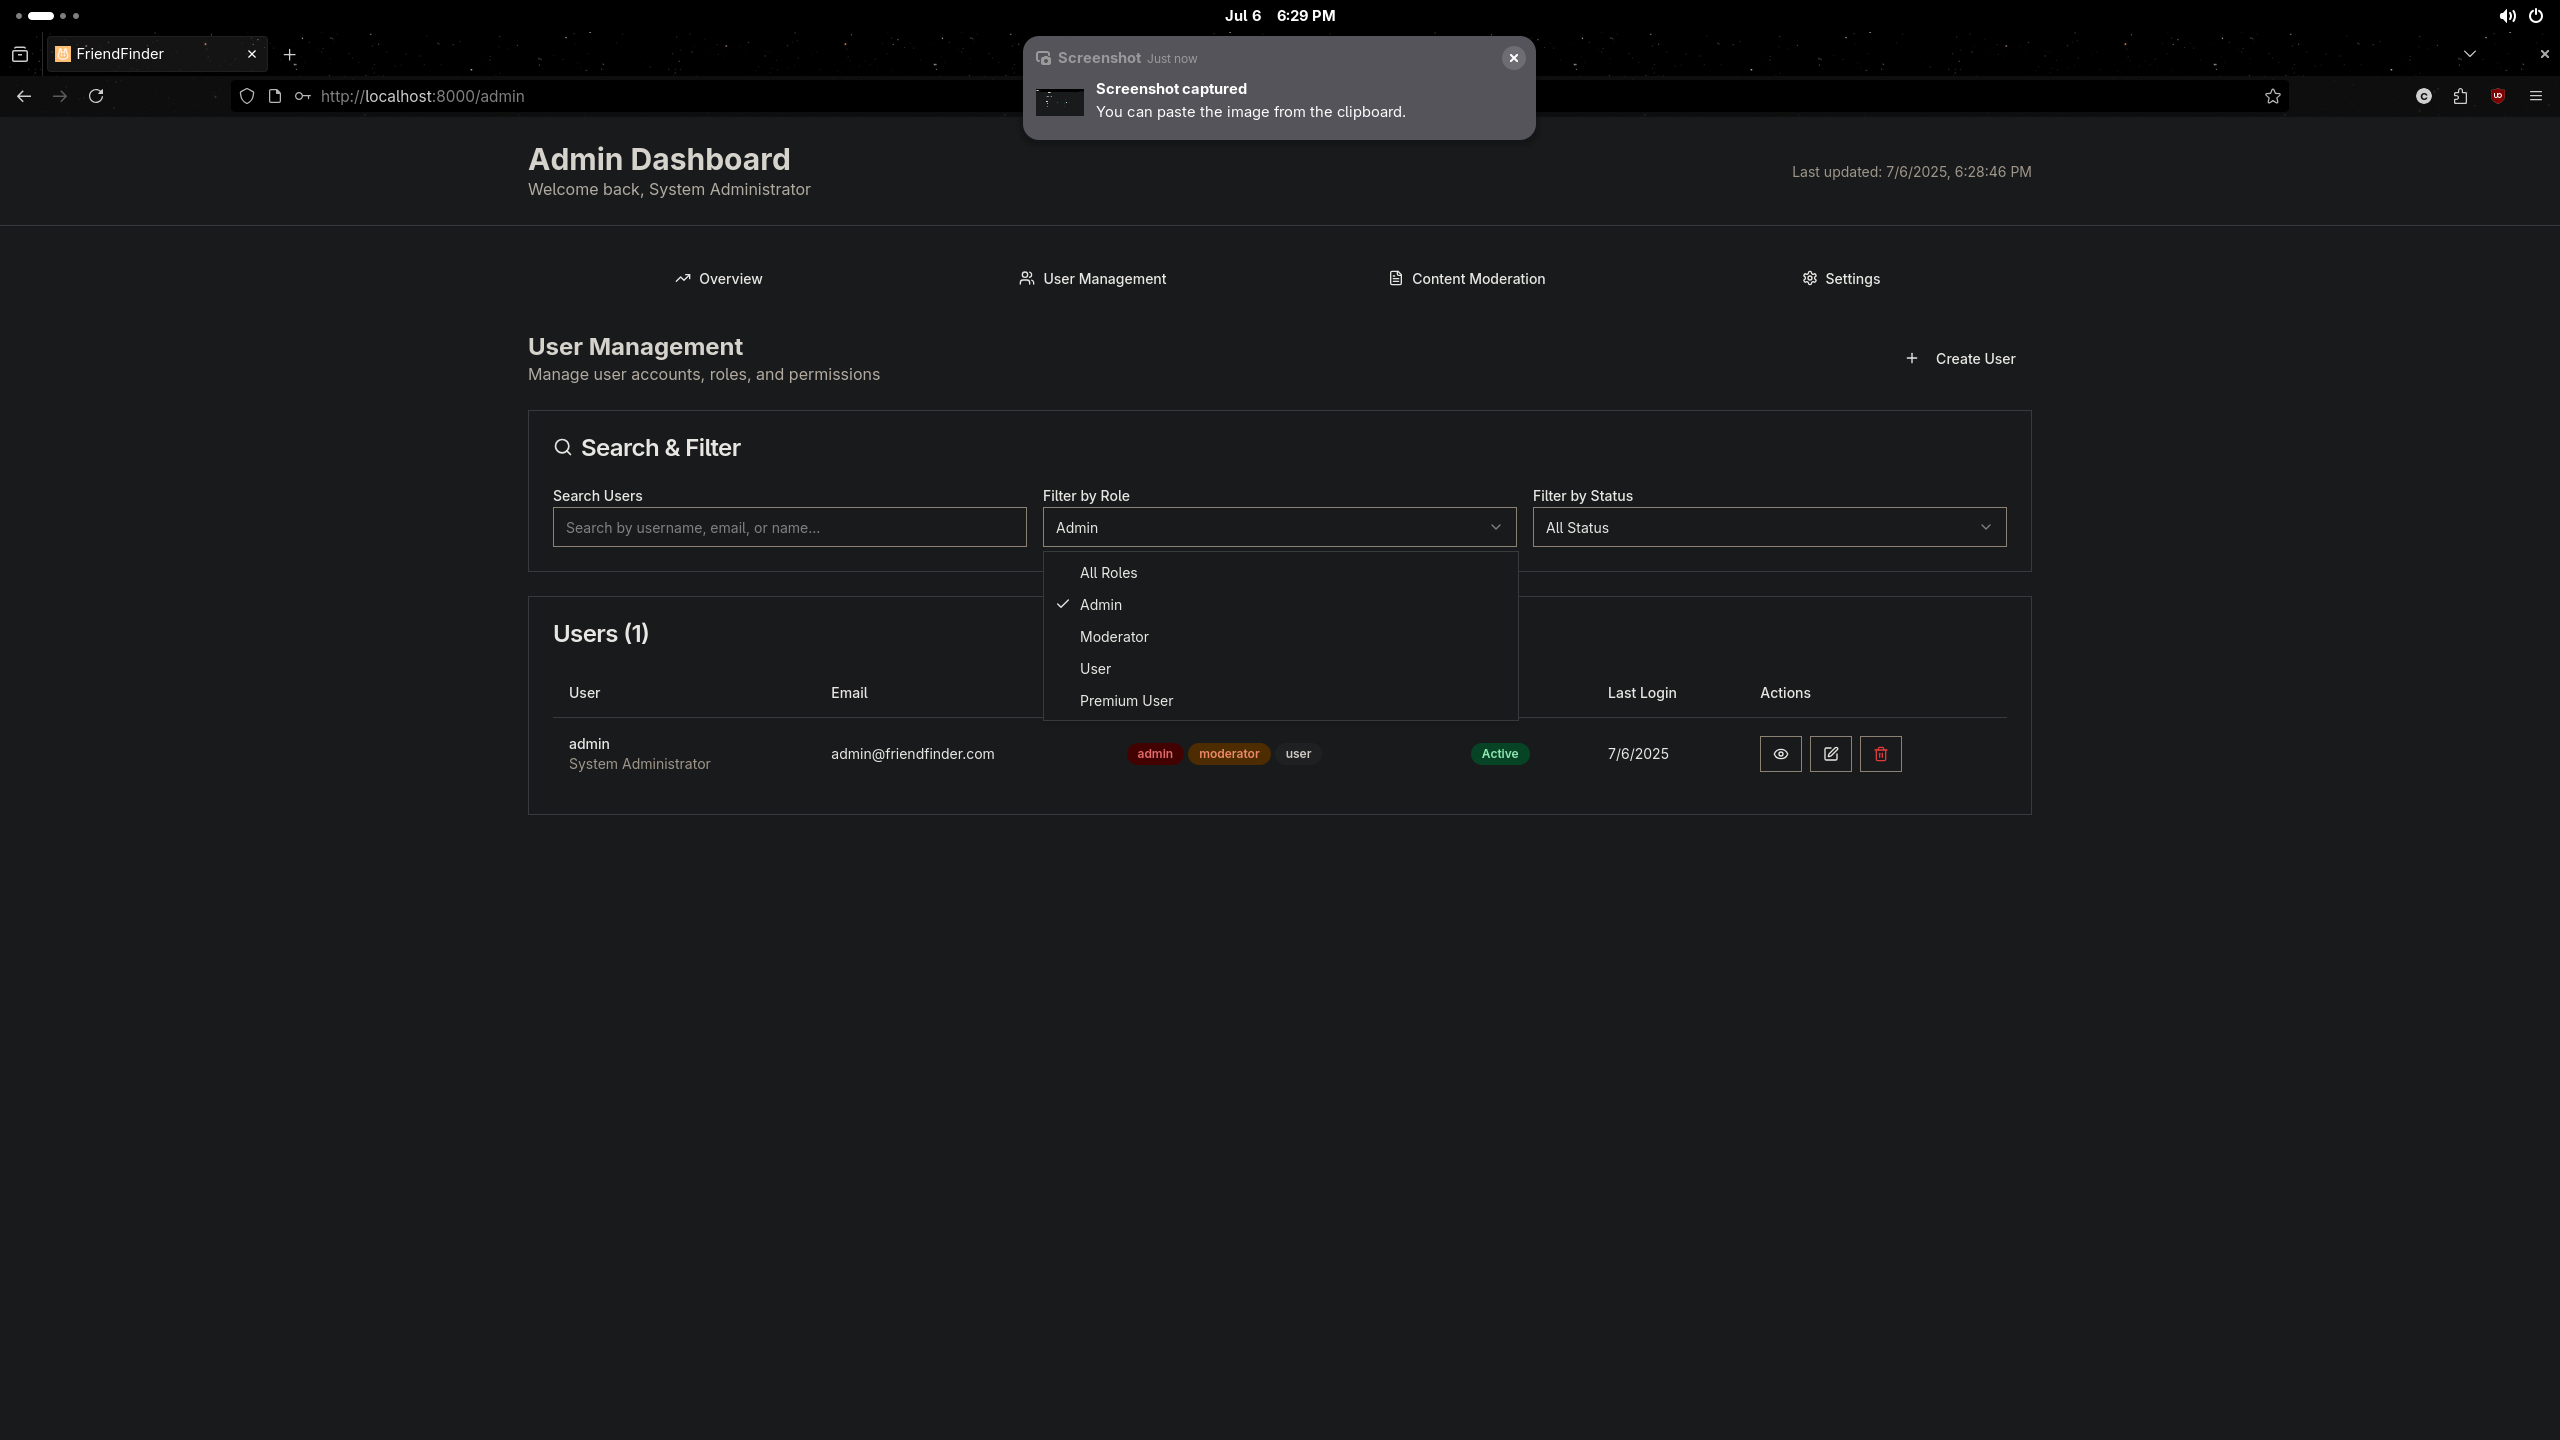 Jul 6 6:29 PM
FriendFinder
http://localhost:8000/admin
Screenshot Just now
Screenshot captured
You can paste the image from the clipboard.
Admin Dashboard
Welcome back, System Administrator
Last updated: 7/6/2025, 6:28:46 PM
Overview
User Management
Content Moderation
Settings
User Management
Manage user accounts, roles, and permissions
Create User
Search & Filter
Search Users
Search by username, email, or name...
Filter by Role
Admin
Filter by Status
All Status
All Roles
Admin
Moderator
User
Premium User
Users (1)
User Email Last Login Actions
admin
System Administrator
admin@friendfinder.com
admin moderator user
Active
7/6/2025